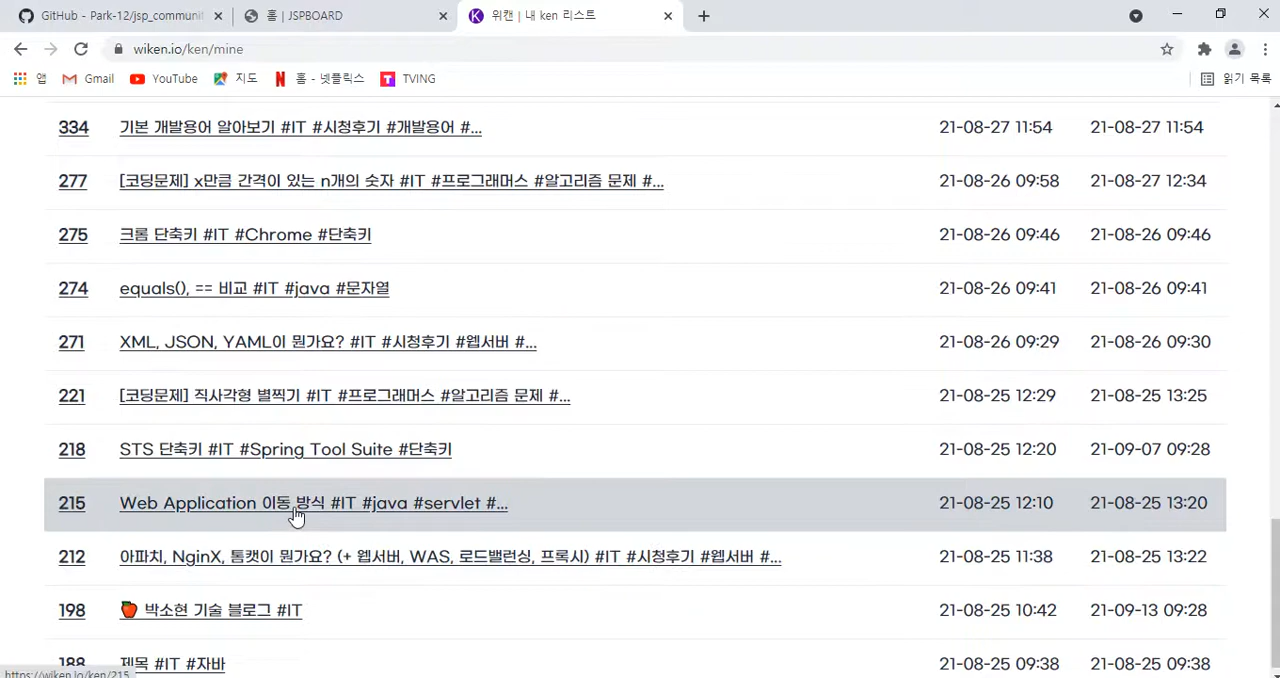 GitHub - Park-12/jsp_communit
홈 | JSPBOARD
위캔 | 내 ken 리스트
wiken.io/ken/mine
앱 Gmail YouTube 지도 홈 - 넷플릭스 TVING 읽기 목록
334 기본 개발용어 알아보기 #IT #시청후기 #개발용어 #... 21-08-27 11:54 21-08-27 11:54
277 [코딩문제] x만큼 간격이 있는 n개의 숫자 #IT #프로그래머스 #알고리즘 문제 #... 21-08-26 09:58 21-08-27 12:34
275 크롬 단축키 #IT #Chrome #단축키 21-08-26 09:46 21-08-26 09:46
274 equals(), == 비교 #IT #java #문자열 21-08-26 09:41 21-08-26 09:41
271 XML, JSON, YAML이 뭔가요? #IT #시청후기 #웹서버 #... 21-08-26 09:29 21-08-26 09:30
221 [코딩문제] 직사각형 별찍기 #IT #프로그래머스 #알고리즘 문제 #... 21-08-25 12:29 21-08-25 13:25
218 STS 단축키 #IT #Spring Tool Suite #단축키 21-08-25 12:20 21-09-07 09:28
215 Web Application 이동 방식 #IT #java #servlet #... 21-08-25 12:10 21-08-25 13:20
212 아파치, NginX, 톰캣이 뭔가요? (+ 웹서버, WAS, 로드밸런싱, 프록시) #IT #시청후기 #웹서버 #... 21-08-25 11:38 21-08-25 13:22
198 박소현 기술 블로그 #IT 21-08-25 10:42 21-09-13 09:28
188 제목 #IT #자바 21-08-25 09:38 21-08-25 09:38
https://wiken.io/ken/215